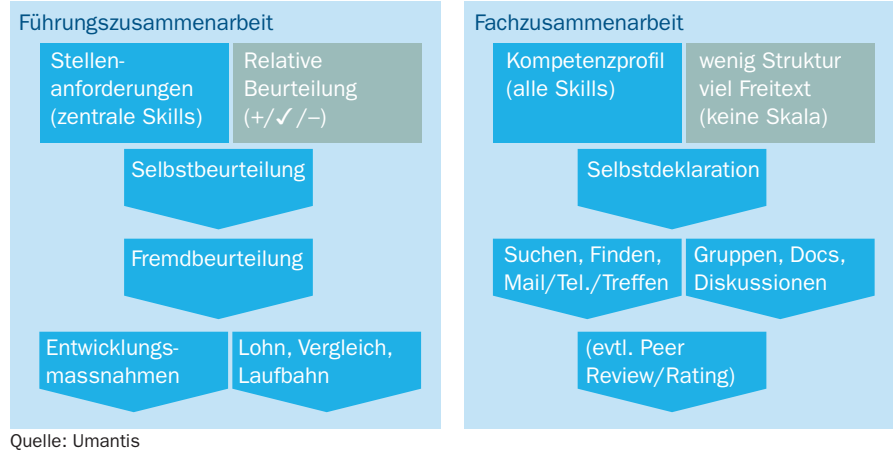 Führungszusammenarbeit
Stellen-
anforderungen
(zentrale Skills)
Relative
Beurteilung
(+/✓/–)
Selbstbeurteilung
Fremdbeurteilung
Entwicklungs-
massnahmen
Lohn, Vergleich,
Laufbahn
Fachzusammenarbeit
Kompetenzprofil
(alle Skills)
wenig Struktur
viel Freitext
(keine Skala)
Selbstdeklaration
Suchen, Finden,
Mail/Tel./Treffen
Gruppen, Docs,
Diskussionen
(evtl. Peer
Review/Rating)
Quelle: Umantis